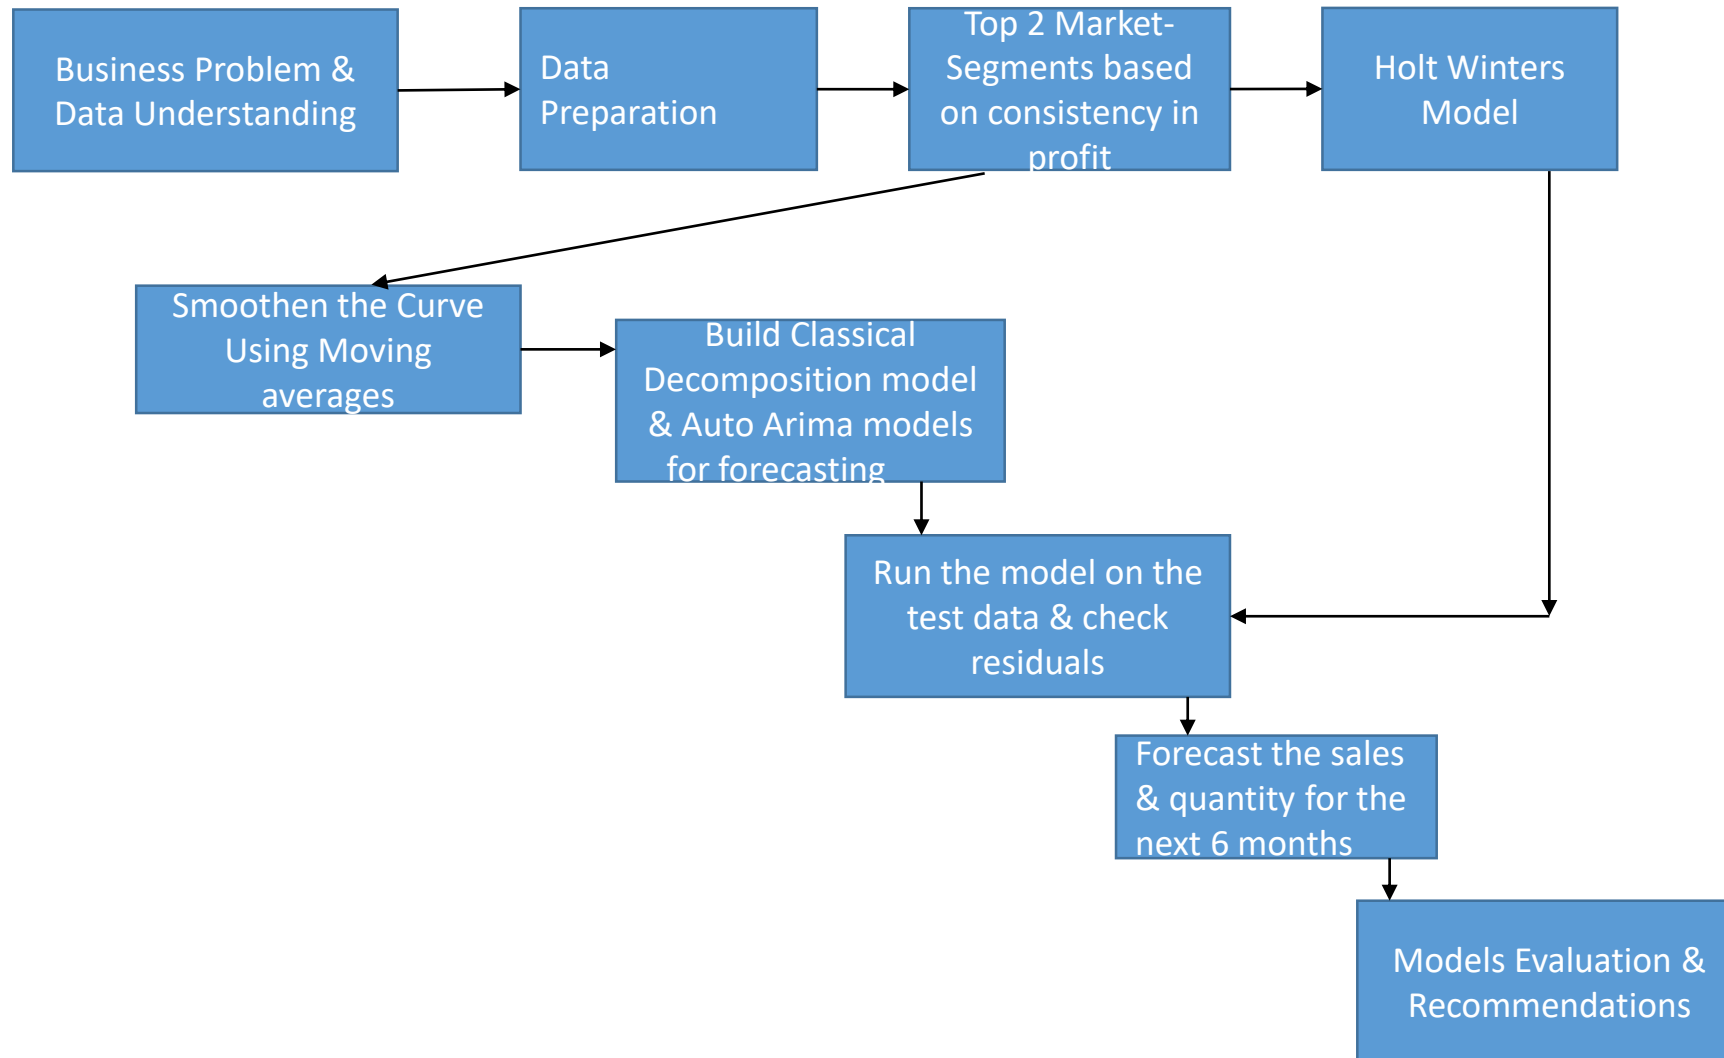 Business Problem &
Data Understanding
Data
Preparation
Top 2 Market-
Segments based
on consistency in
profit
Holt Winters
Model
Smoothen the Curve
Using Moving
averages
Build Classical
Decomposition model
& Auto Arima models
for forecasting
Run the model on the
test data & check
residuals
Forecast the sales
& quantity for the
next 6 months
Models Evaluation &
Recommendations